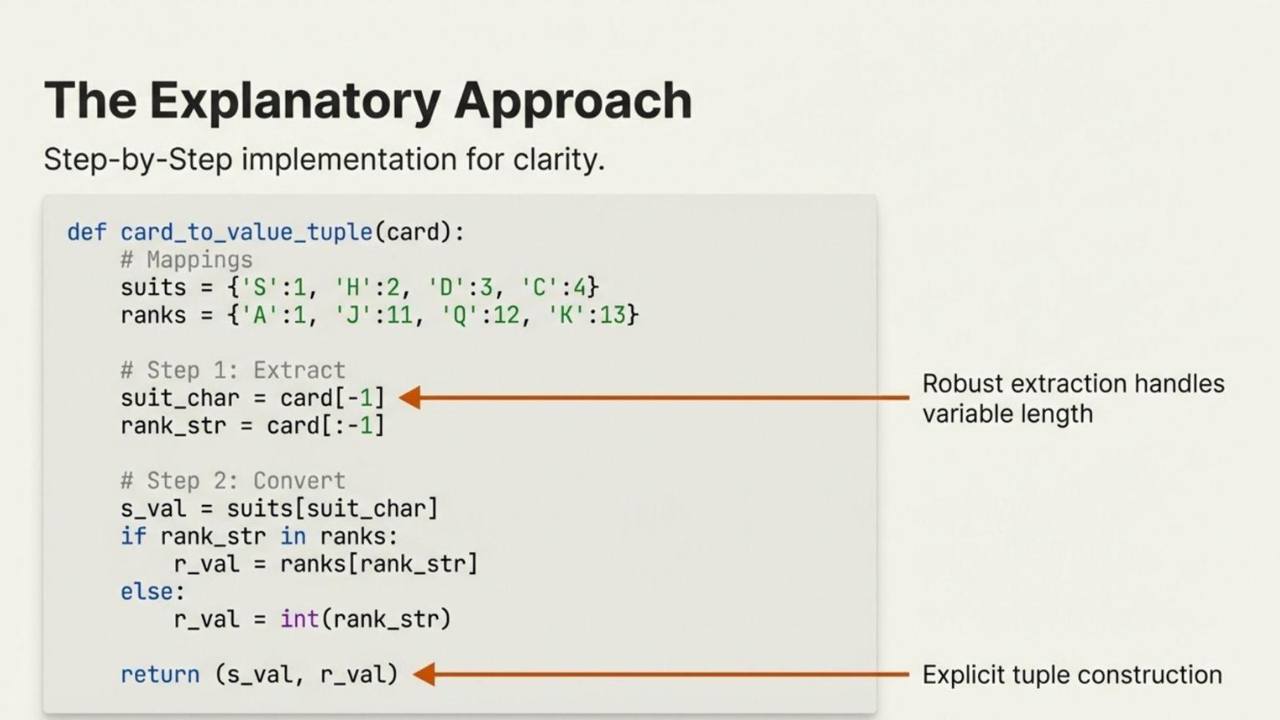 The Explanatory Approach
Step-by-Step implementation for clarity.
def card_to_value_tuple(card):
    # Mappings
    suits = {'S':1, 'H':2, 'D':3, 'C':4}
    ranks = {'A':1, 'J':11, 'Q':12, 'K':13}
    # Step 1: Extract
    suit_char = card[-1]
    rank_str = card[:-1]
Robust extraction handles
variable length
    # Step 2: Convert
    s_val = suits[suit_char]
    if rank_str in ranks:
        r_val = ranks[rank_str]
    else:
        r_val = int(rank_str)
    return (s_val, r_val)
Explicit tuple construction